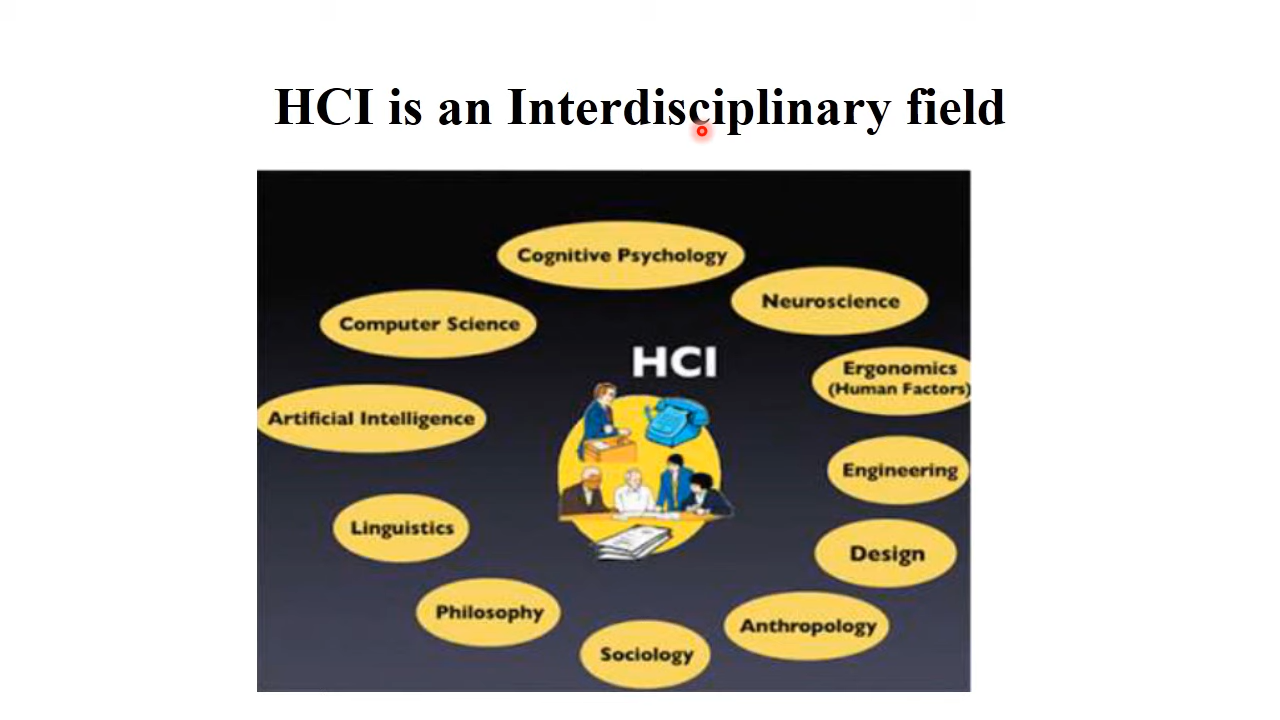 HCI is an Interdisciplinary field
Cognitive Psychology
Neuroscience
Computer Science
HCI
Ergonomics
(Human Factors)
Artificial Intelligence
Engineering
Linguistics
Design
Philosophy
Anthropology
Sociology